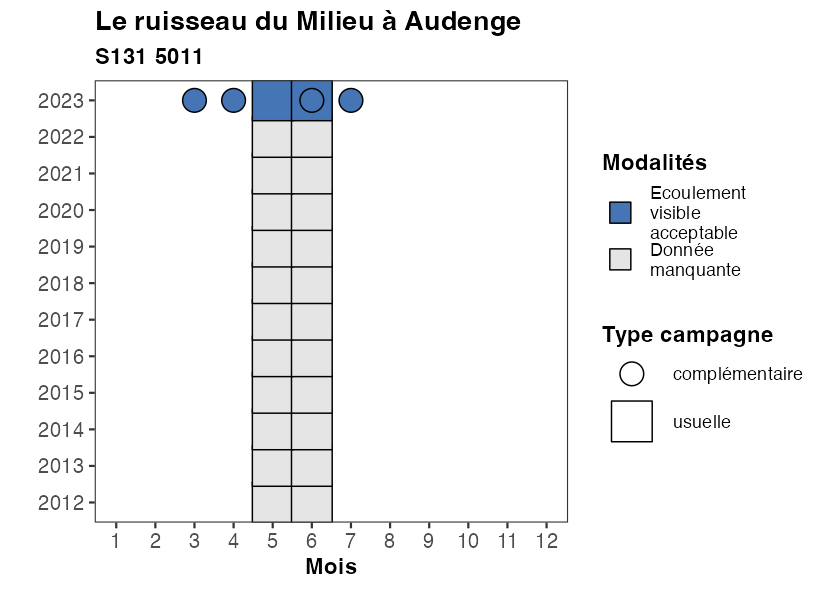 Le ruisseau du Milieu à Audenge
S131 5011
2023
2022
2021
2020
2019
2018
2017
2016
2015
2014
2013
2012
1 2 3 4 5 6 7 8 9 10 11 12
Mois
Modalités
Ecoulement
visible
acceptable
Donnée
manquante
Type campagne
complémentaire
usuelle